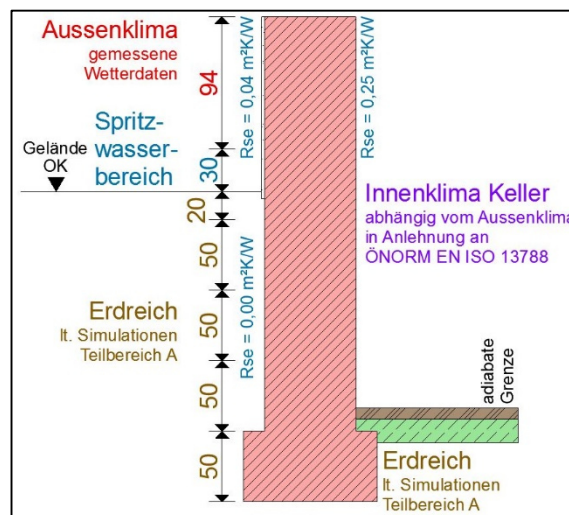 Aussenklima
gemessene
Wetterdaten
94
Rse = 0,04 m²K/W
Rse = 0,25 m²K/W
Spritz-
wasser-
bereich
Gelände
OK
30
20
50
50
50
50
Rse = 0,00 m²K/W
Innenklima Keller
abhängig vom Aussenklima
in Anlehnung an
ÖNORM EN ISO 13788
Erdreich
lt. Simulationen
Teilbereich A
adiabate
Grenze
Erdreich
lt. Simulationen
Teilbereich A